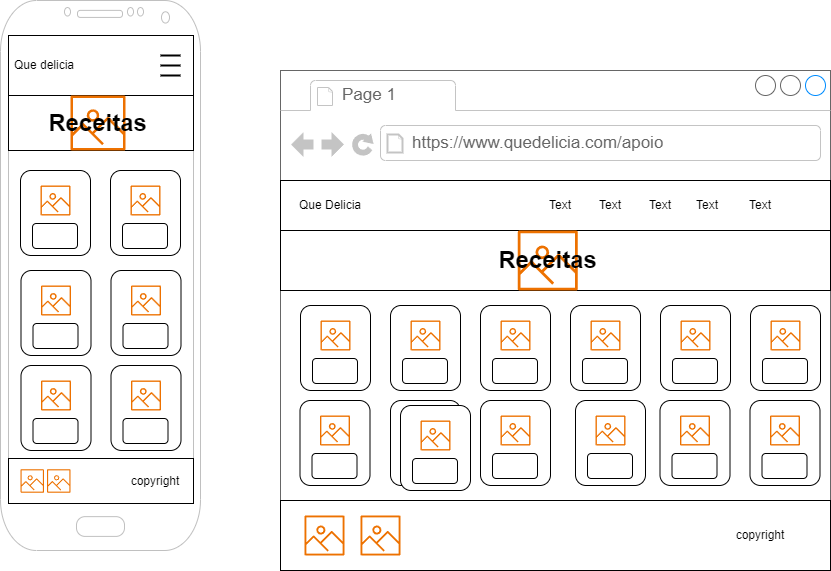 Que delicia
Receitas
copyright
Page 1
https://www.quedelicia.com/apoio
Que Delicia
Text Text Text Text Text
Receitas
copyright